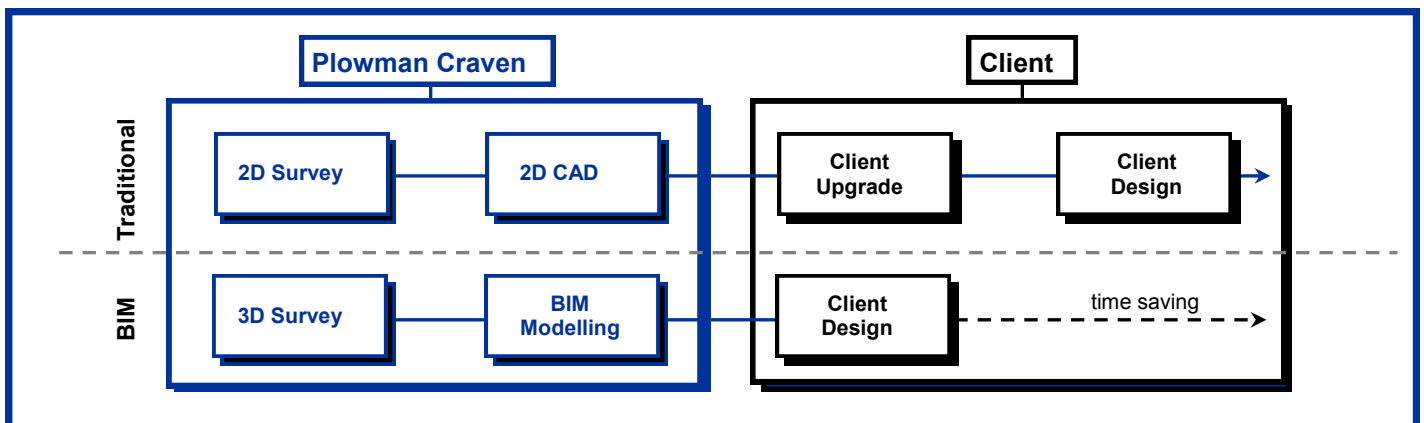 Plowman Craven
Client
Traditional
2D Survey
2D CAD
Client
Upgrade
Client
Design
BIM
3D Survey
BIM
Modelling
Client
Design
time saving